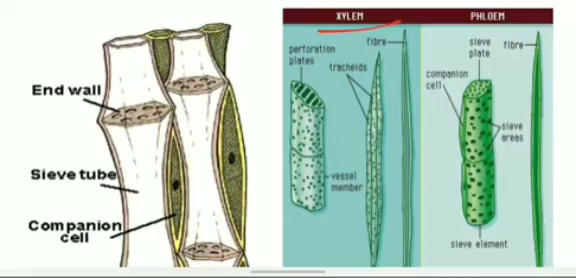 End wall
Sieve tube
Companion
cell
XYLEM
perforation
plates
tracheids
fibre
vessel
member
PHLOEM
sieve
plate
fibre
companion
cell
sieve
areas
sieve element